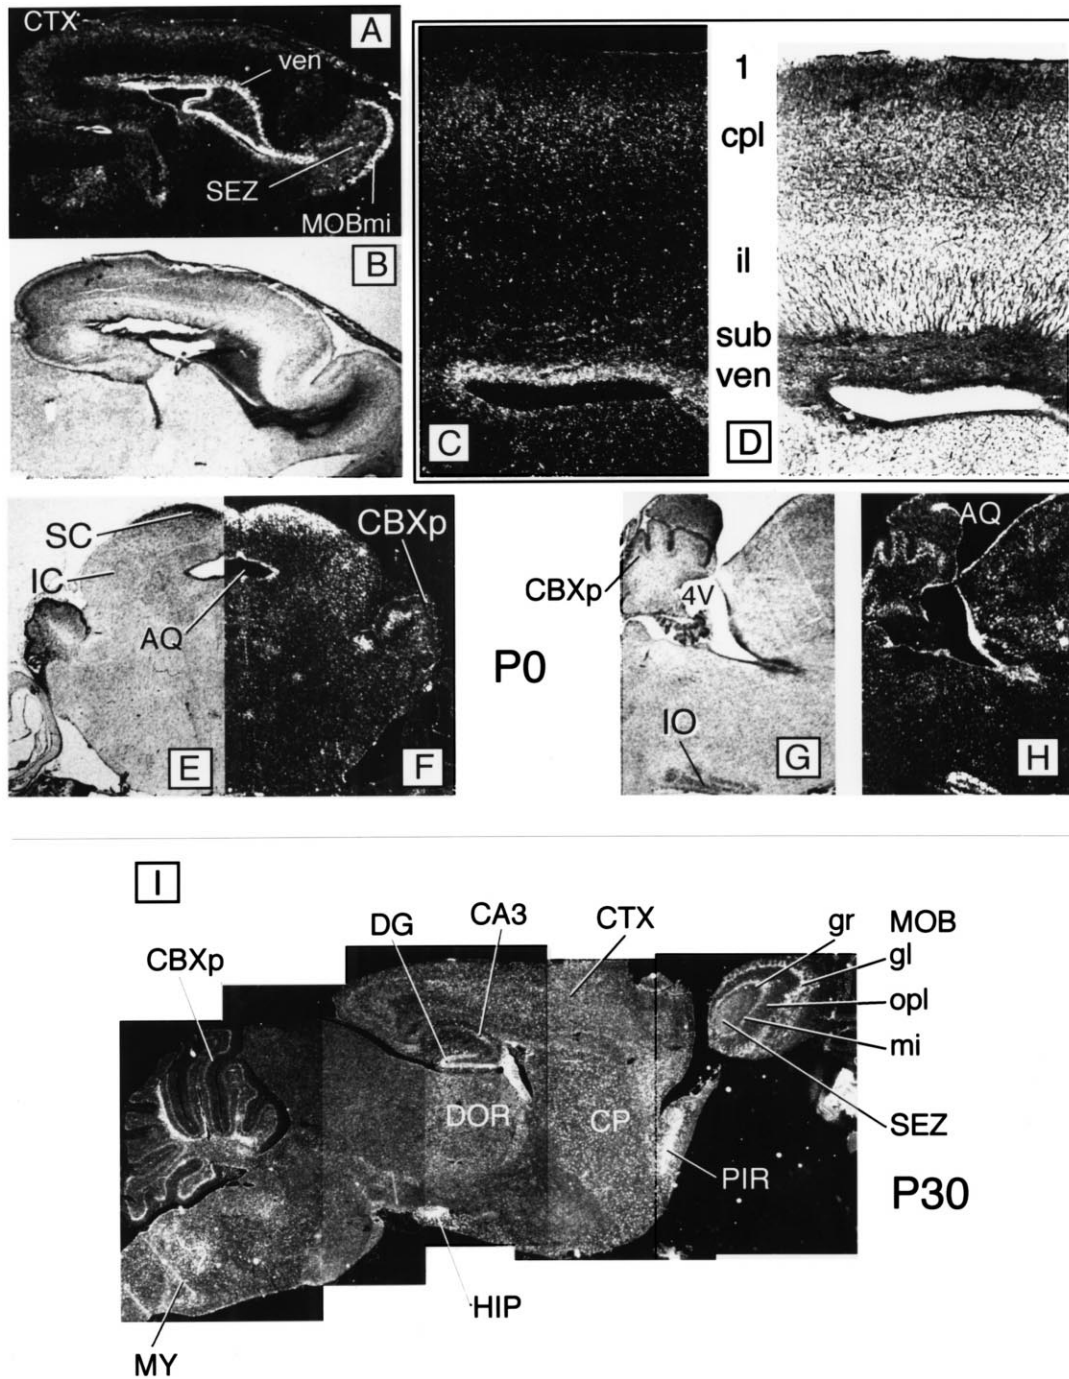 CTX
A
ven
SEZ
MOBmi
B
C
1
cpl
il
sub
ven
D
SC
IC
AQ
E
CBXp
F
P0
CBXp
4V
IO
G
AQ
H
I
CBXp
DG
CA3
CTX
gr
MOB
gl
opl
mi
SEZ
DOR
CP
PIR
P30
HIP
MY